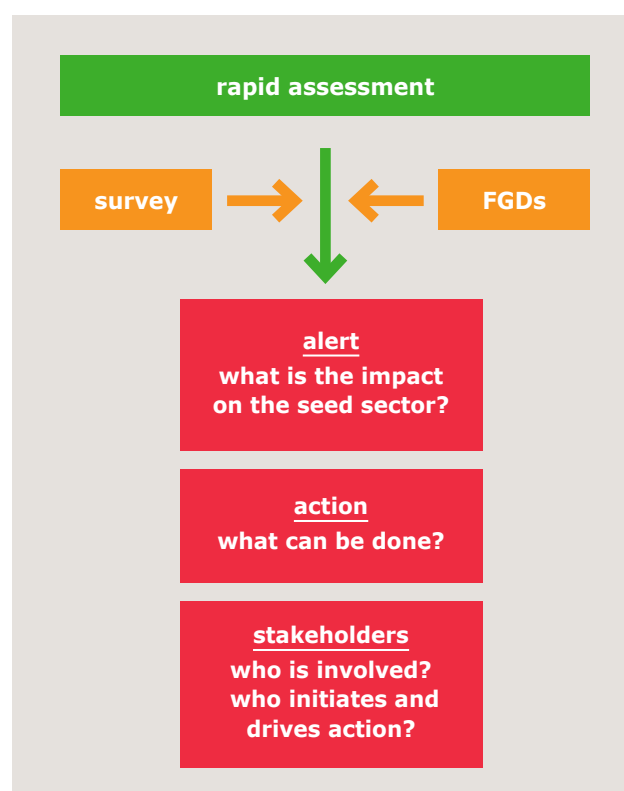 rapid assessment
survey
FGDs
alert
what is the impact
on the seed sector?
action
what can be done?
stakeholders
who is involved?
who initiates and
drives action?